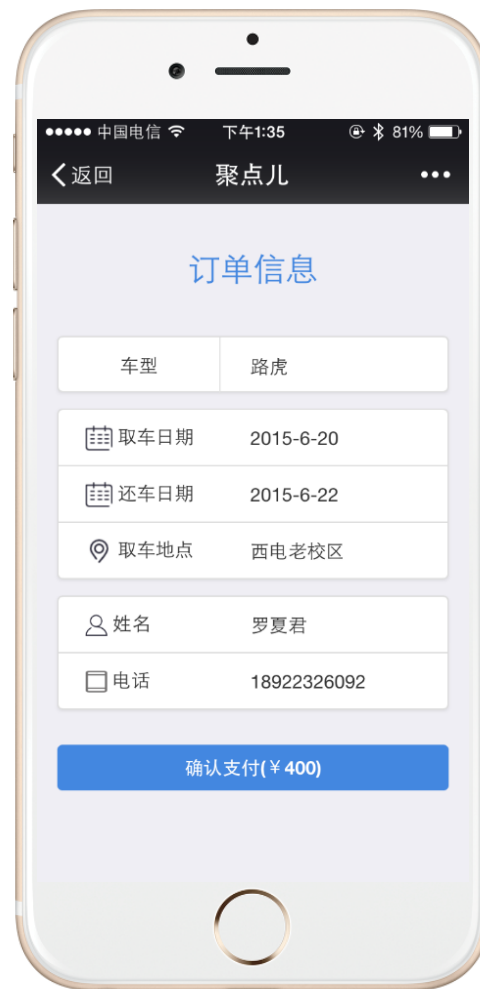 中国电信 下午1:35 81%
返回 聚点儿
订单信息
车型 路虎
取车日期 2015-6-20
还车日期 2015-6-22
取车地点 西电老校区
姓名 罗夏君
电话 18922326092
确认支付(¥400)